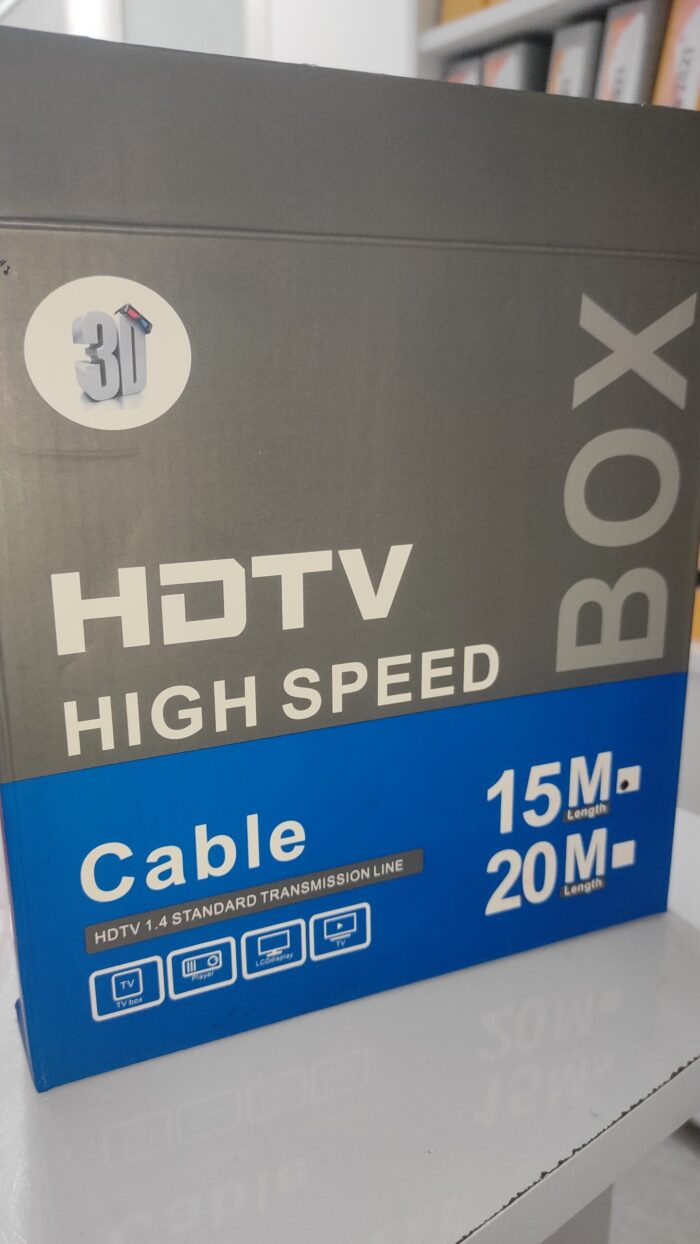 3D
BOX
HDTV
HIGH SPEED
Cable
HDTV 1.4 STANDARD TRANSMISSION LINE
TV
TV box
Player
LCDdisplay
TV
15M
Length
20M
Length